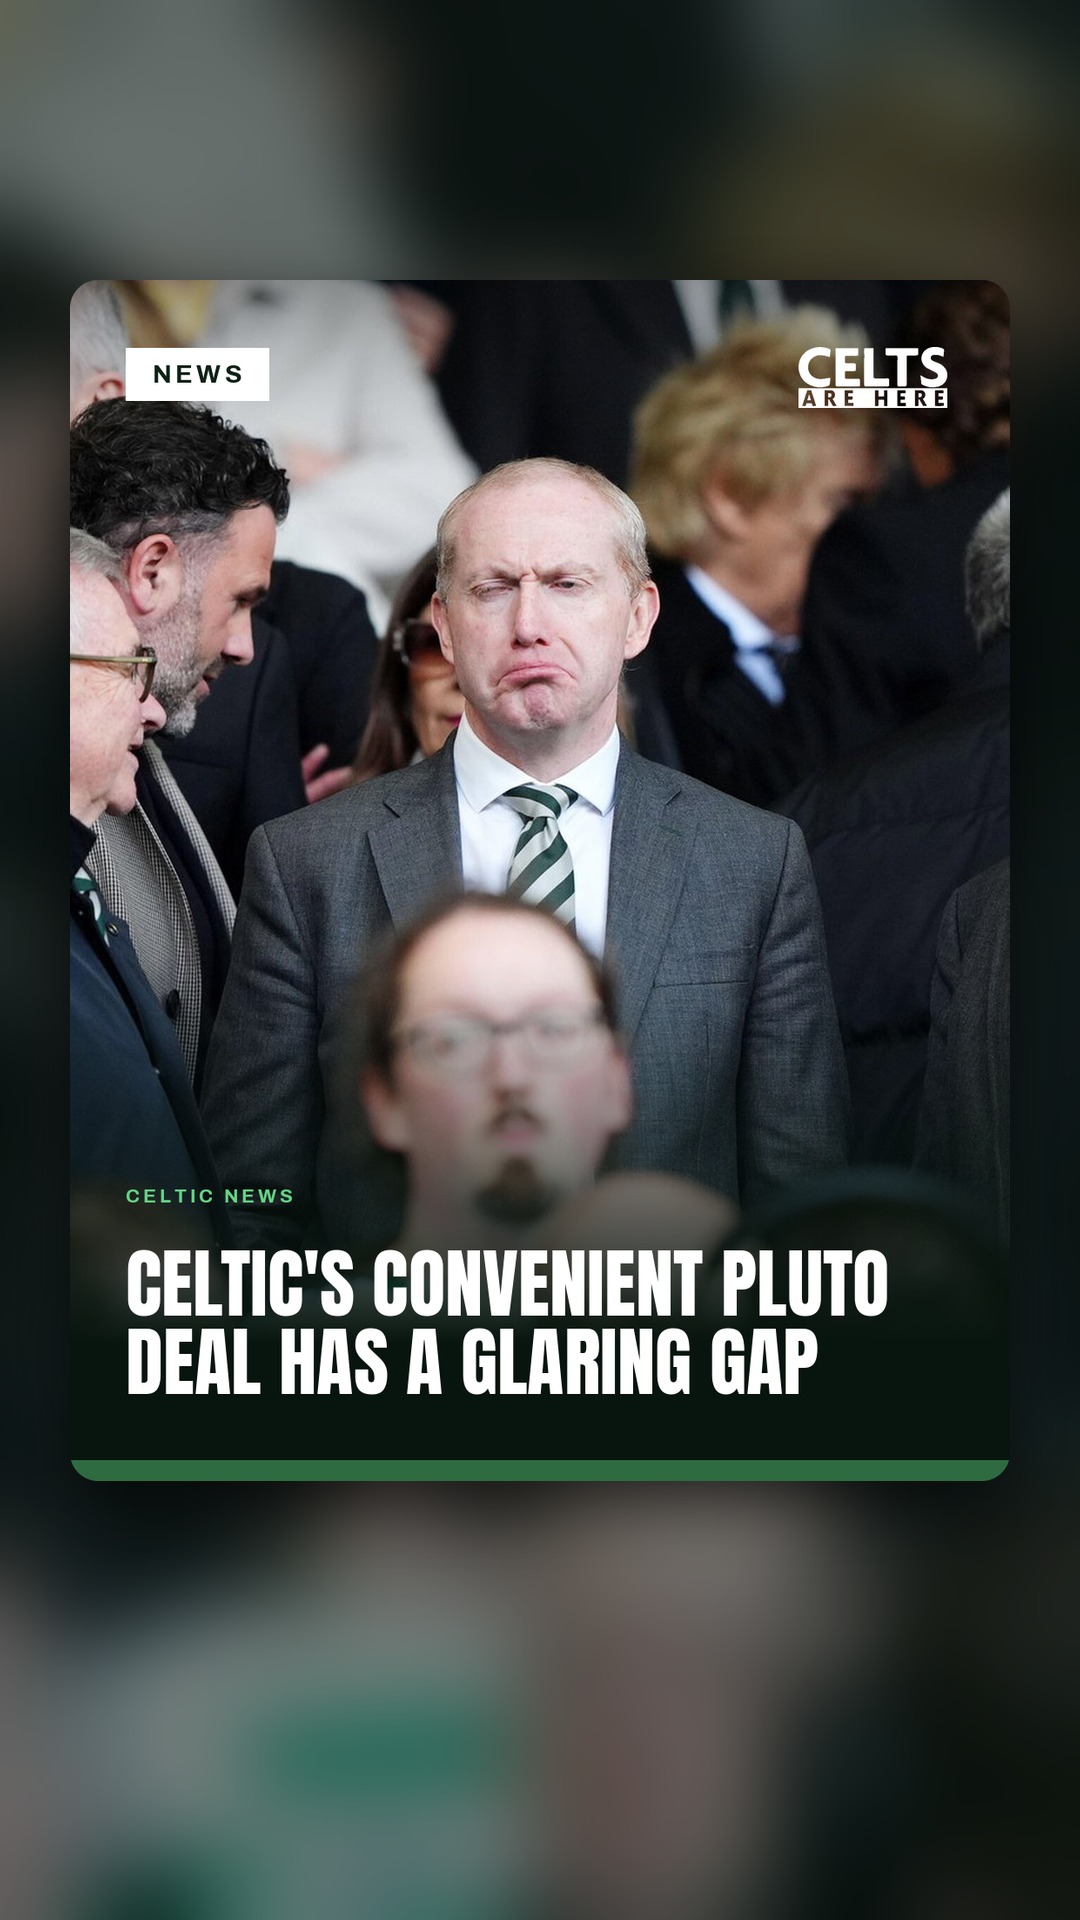 NEWS
CELTS
ARE HERE
CELTIC NEWS
CELTIC'S CONVENIENT PLUTO
DEAL HAS A GLARING GAP